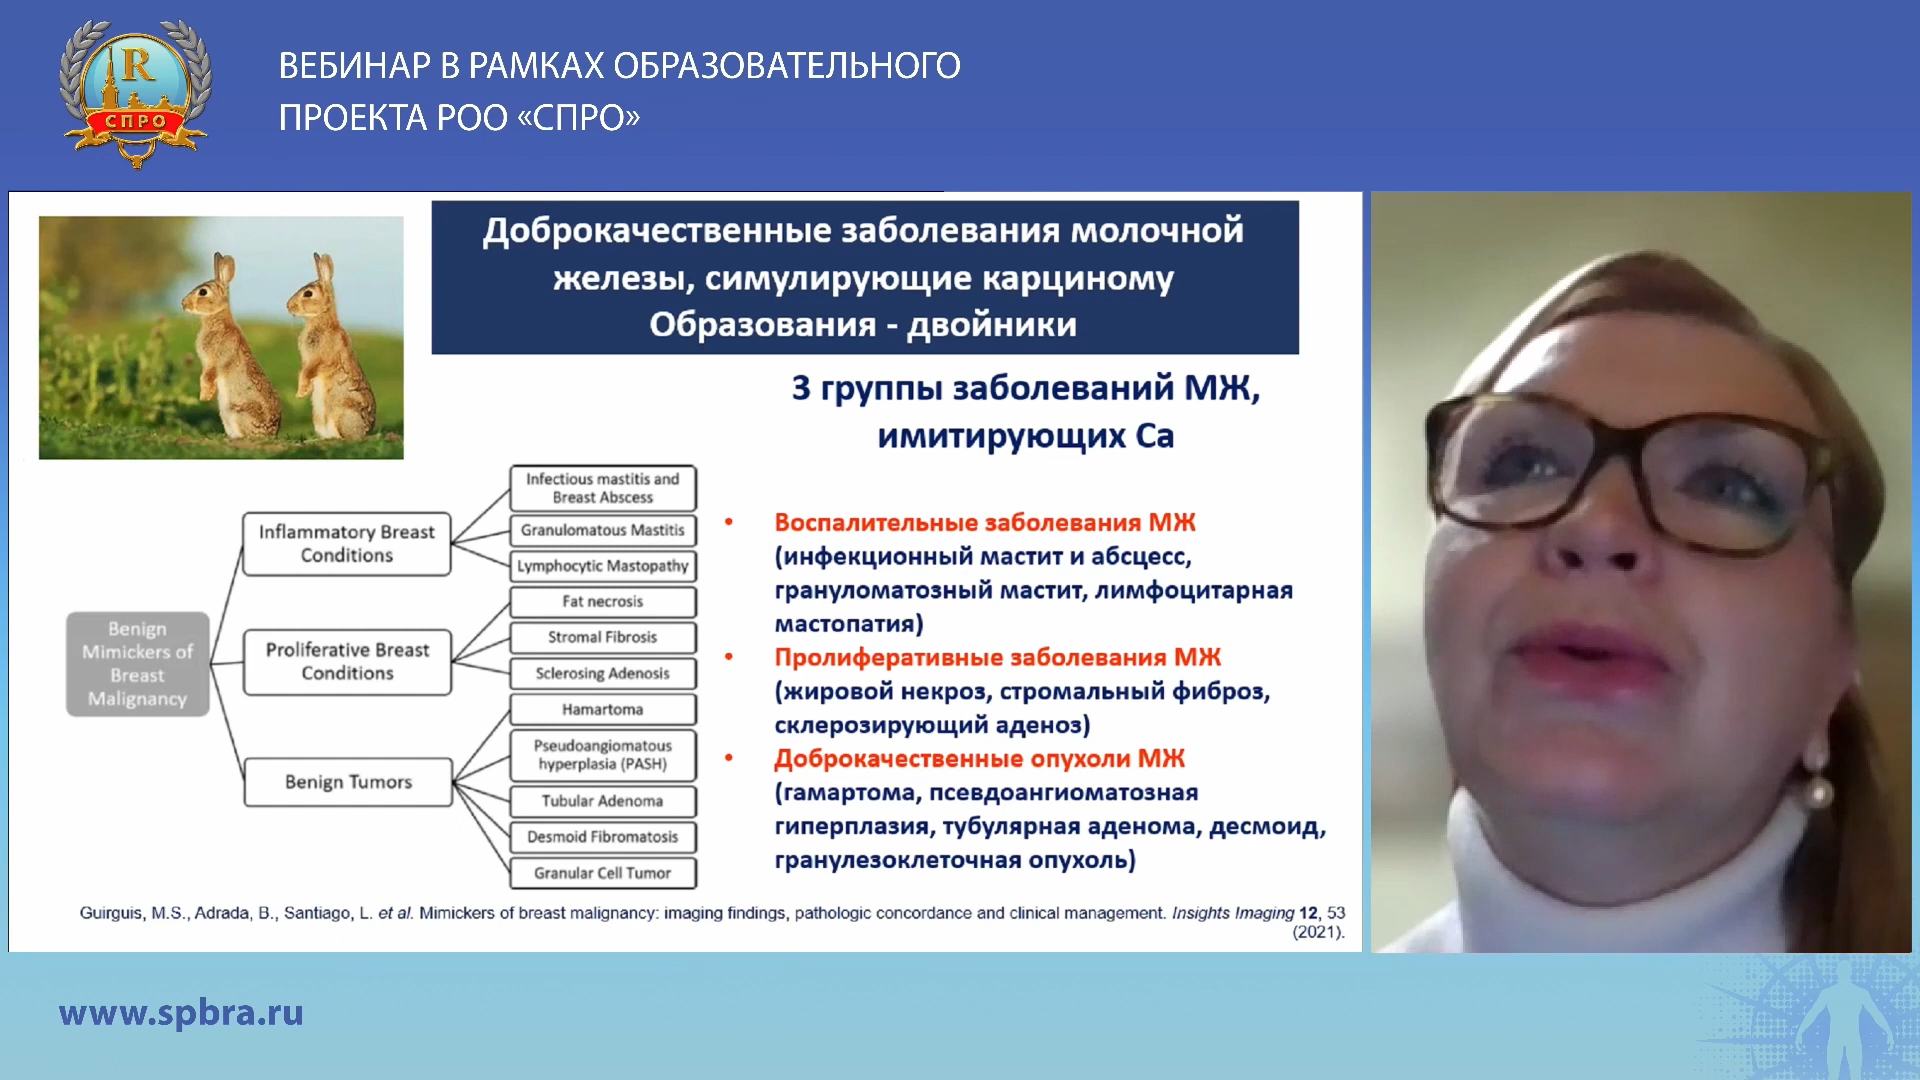 R
СПРО
ВЕБИНАР В РАМКАХ ОБРАЗОВАТЕЛЬНОГО
ПРОЕКТА РОО «СПРО»
Доброкачественные заболевания молочной
железы, симулирующие карциному
Образования - двойники
3 группы заболеваний МЖ,
имитирующих Са
Benign
Mimickers of
Breast
Malignancy
Inflammatory Breast
Conditions
Proliferative Breast
Conditions
Benign Tumors
Infectious mastitis and
Breast Abscess
Granulomatous Mastitis
Lymphocytic Mastopathy
Fat necrosis
Stromal Fibrosis
Sclerosing Adenosis
Hamartoma
Pseudoangiomatous
hyperplasia (PASH)
Tubular Adenoma
Desmoid Fibromatosis
Granular Cell Tumor
• Воспалительные заболевания МЖ
(инфекционный мастит и абсцесс,
грануломатозный мастит, лимфоцитарная
мастопатия)
• Пролиферативные заболевания МЖ
(жировой некроз, стромальный фиброз,
склерозирующий аденоз)
• Доброкачественные опухоли МЖ
(гамартома, псевдоангиоматозная
гиперплазия, тубулярная аденома, десмоид,
гранулезоклеточная опухоль)
Guirguis, M.S., Adrada, B., Santiago, L. et al. Mimickers of breast malignancy: imaging findings, pathologic concordance and clinical management. Insights Imaging 12, 53
(2021).
www.spbra.ru